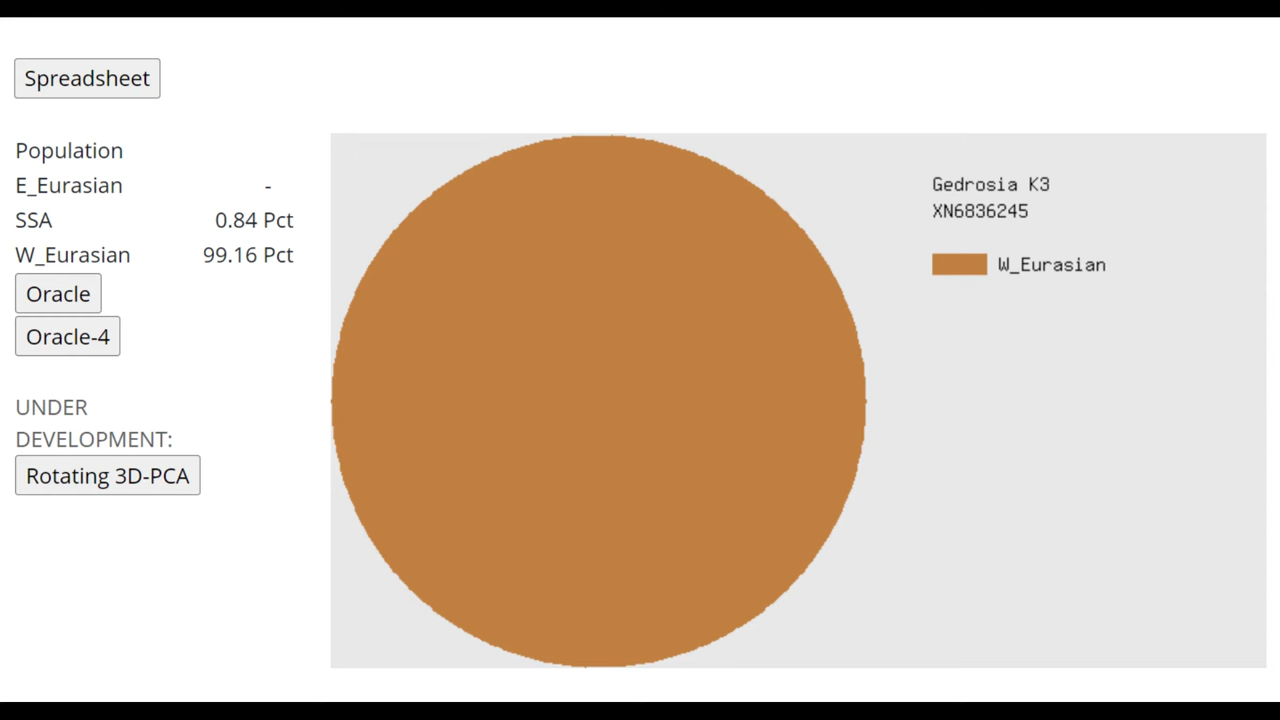 Spreadsheet
Population
E_Eurasian -
SSA 0.84 Pct
W_Eurasian 99.16 Pct
Oracle
Oracle-4
UNDER
DEVELOPMENT:
Rotating 3D-PCA
Gedrosia K3
XN6836245
W_Eurasian